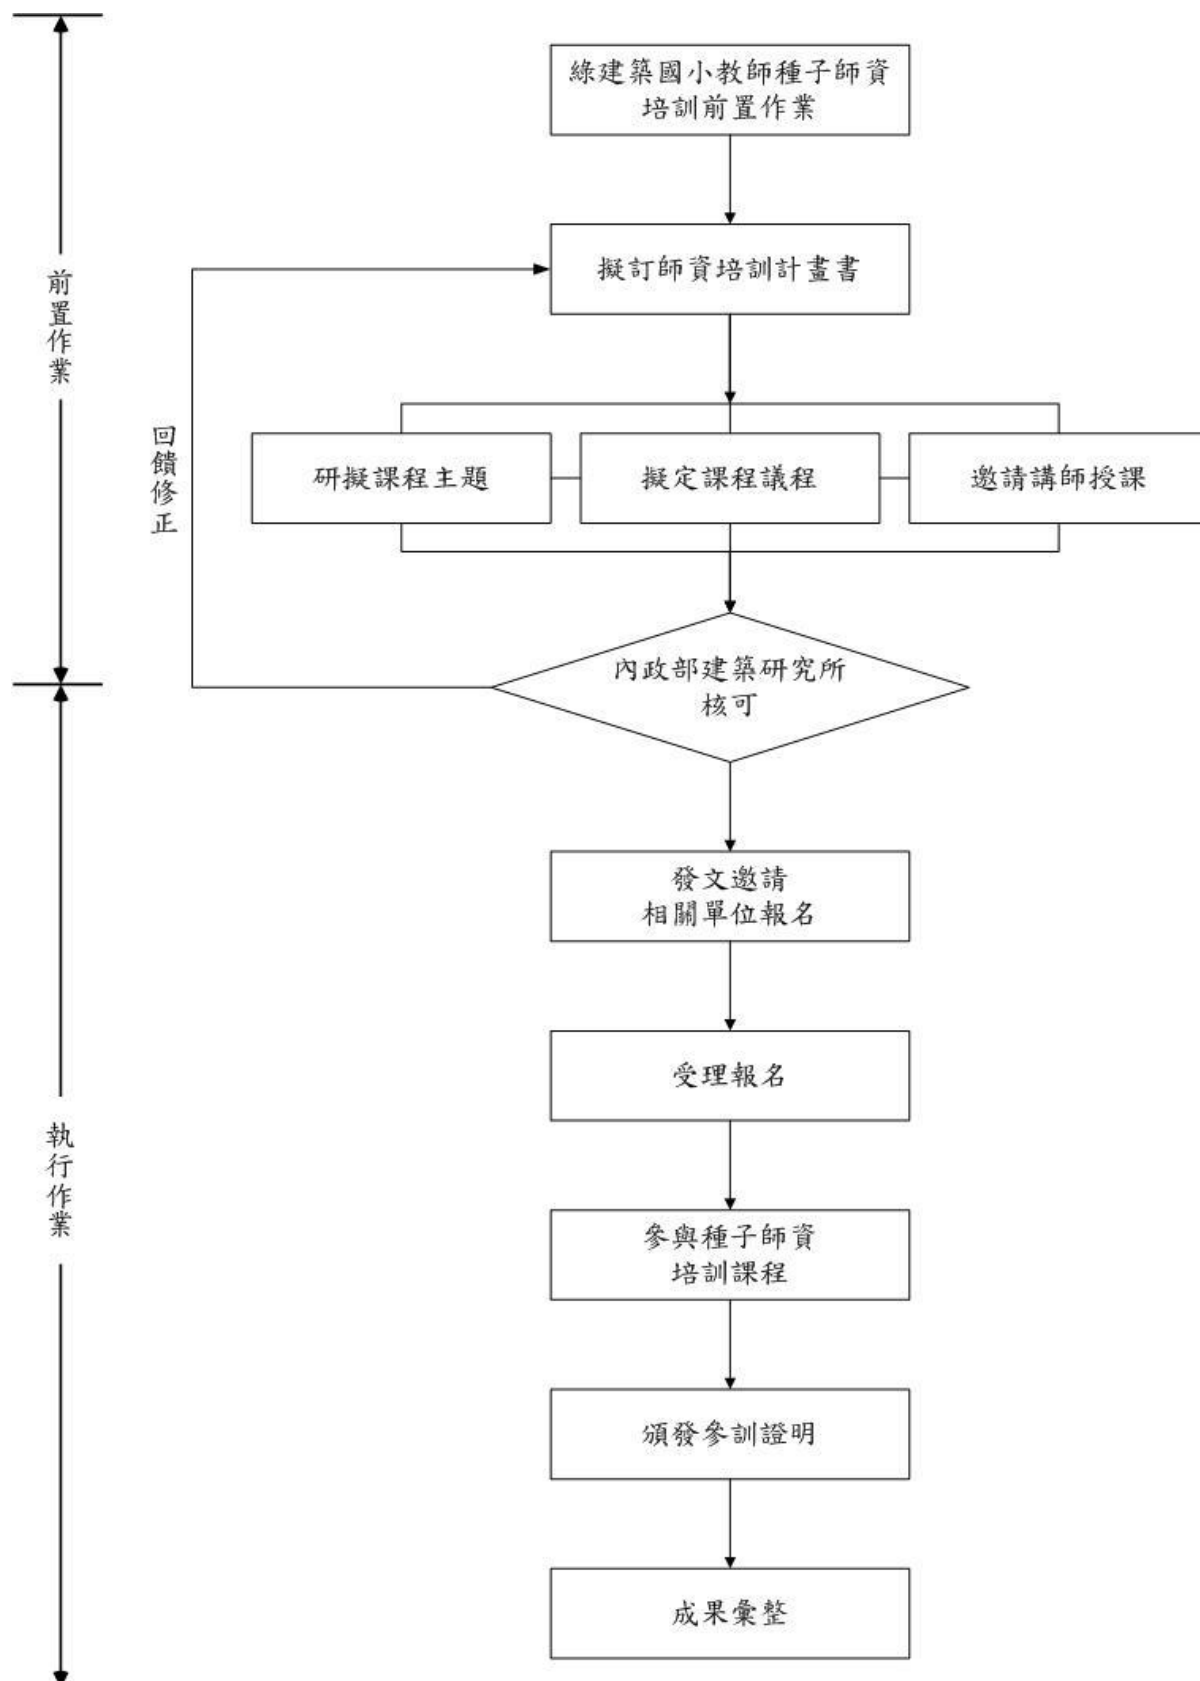 綠建築國小教師種子師資
培訓前置作業
擬訂師資培訓計畫書
前置作業
回饋修正
研擬課程主題
擬定課程議程
邀請講師授課
內政部建築研究所
核可
發文邀請
相關單位報名
受理報名
執行作業
參與種子師資
培訓課程
頒發參訓證明
成果彙整